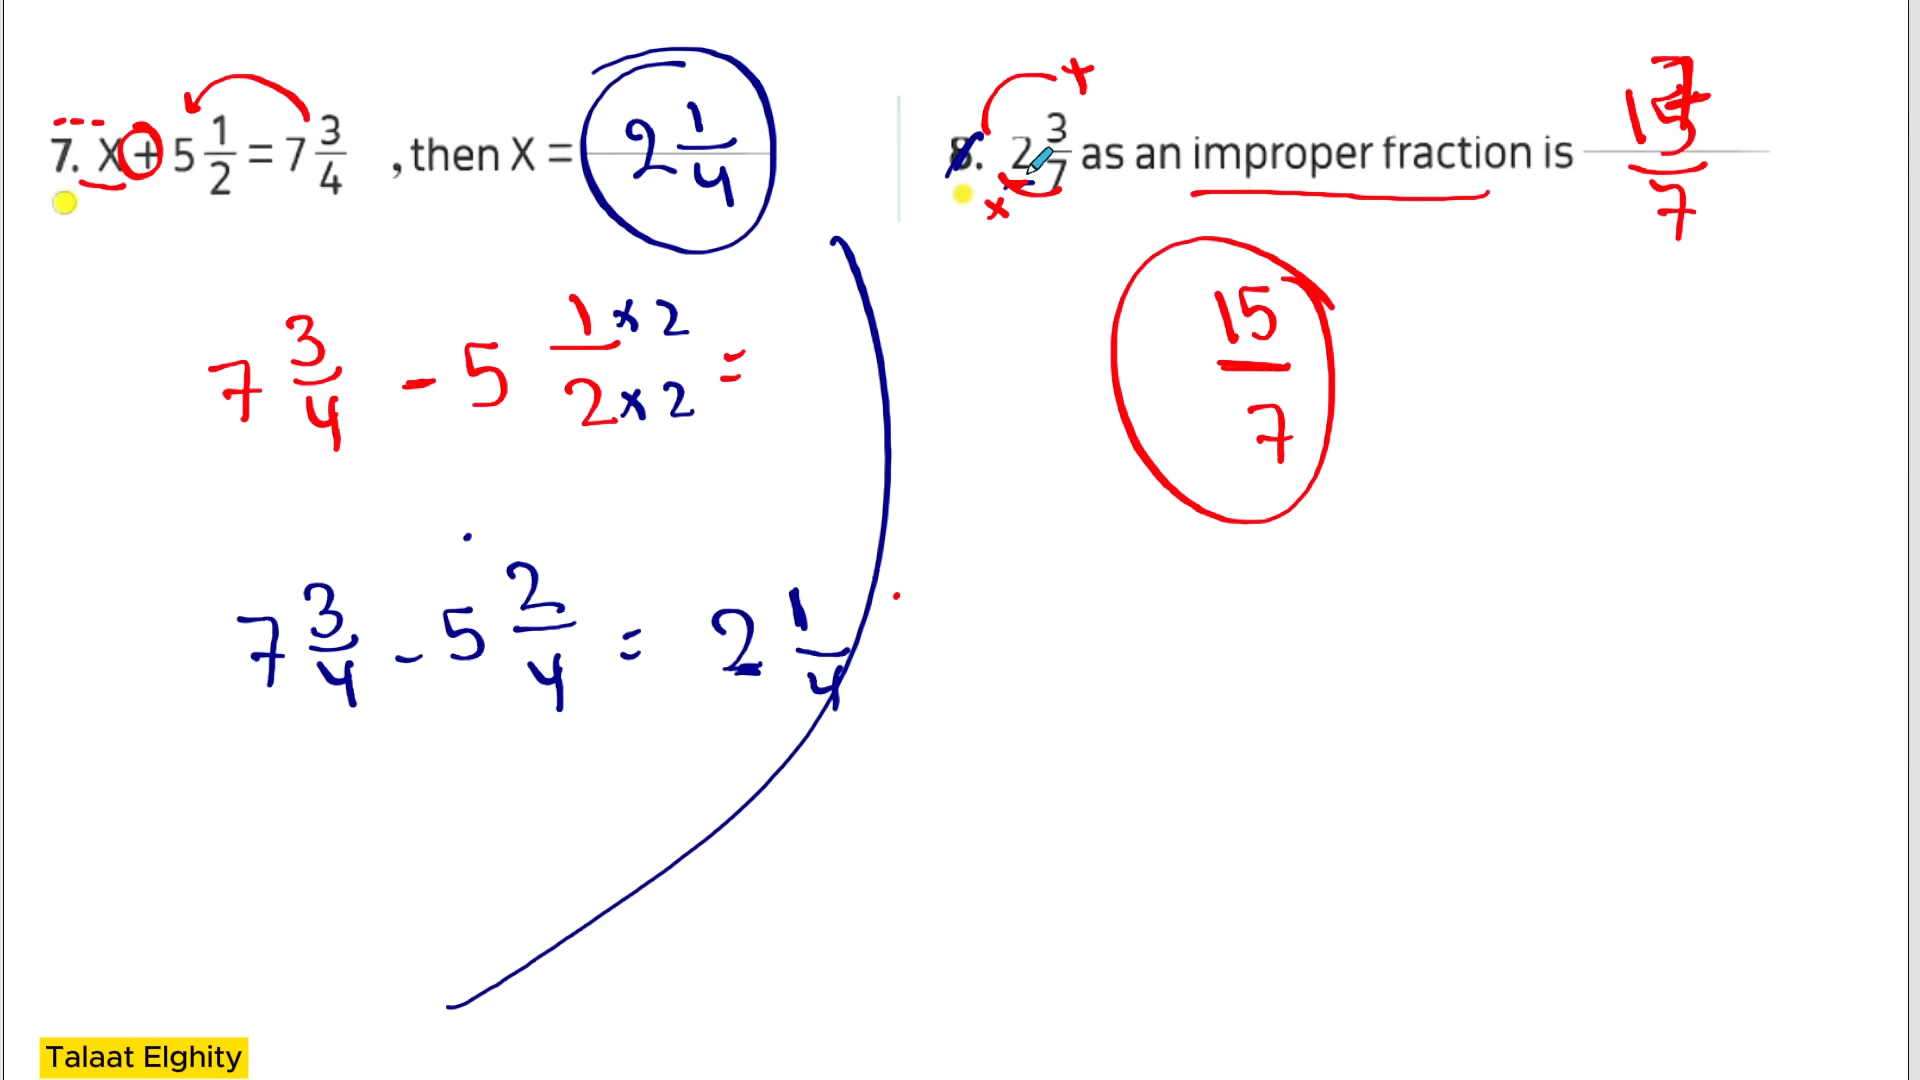 7. X + 5 1/2 = 7 3/4 , then X = 2 1/4
8. 2 3/7 as an improper fraction is 7
7 3/4 - 5 1×2/2×2 =
15/7
7 3/4 - 5 2/4 = 2 1/4
Talaat Elghity